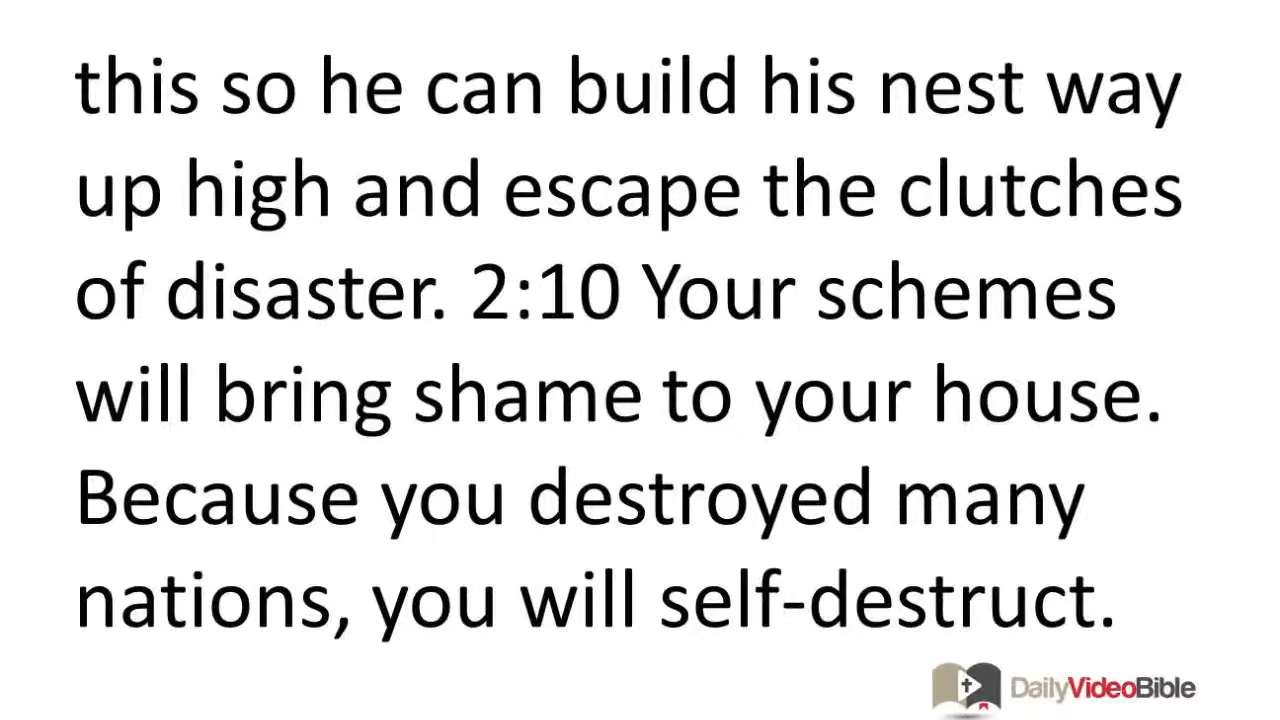 this so he can build his nest way
up high and escape the clutches
of disaster. 2:10 Your schemes
will bring shame to your house.
Because you destroyed many
nations, you will self-destruct.
DailyVideoBible